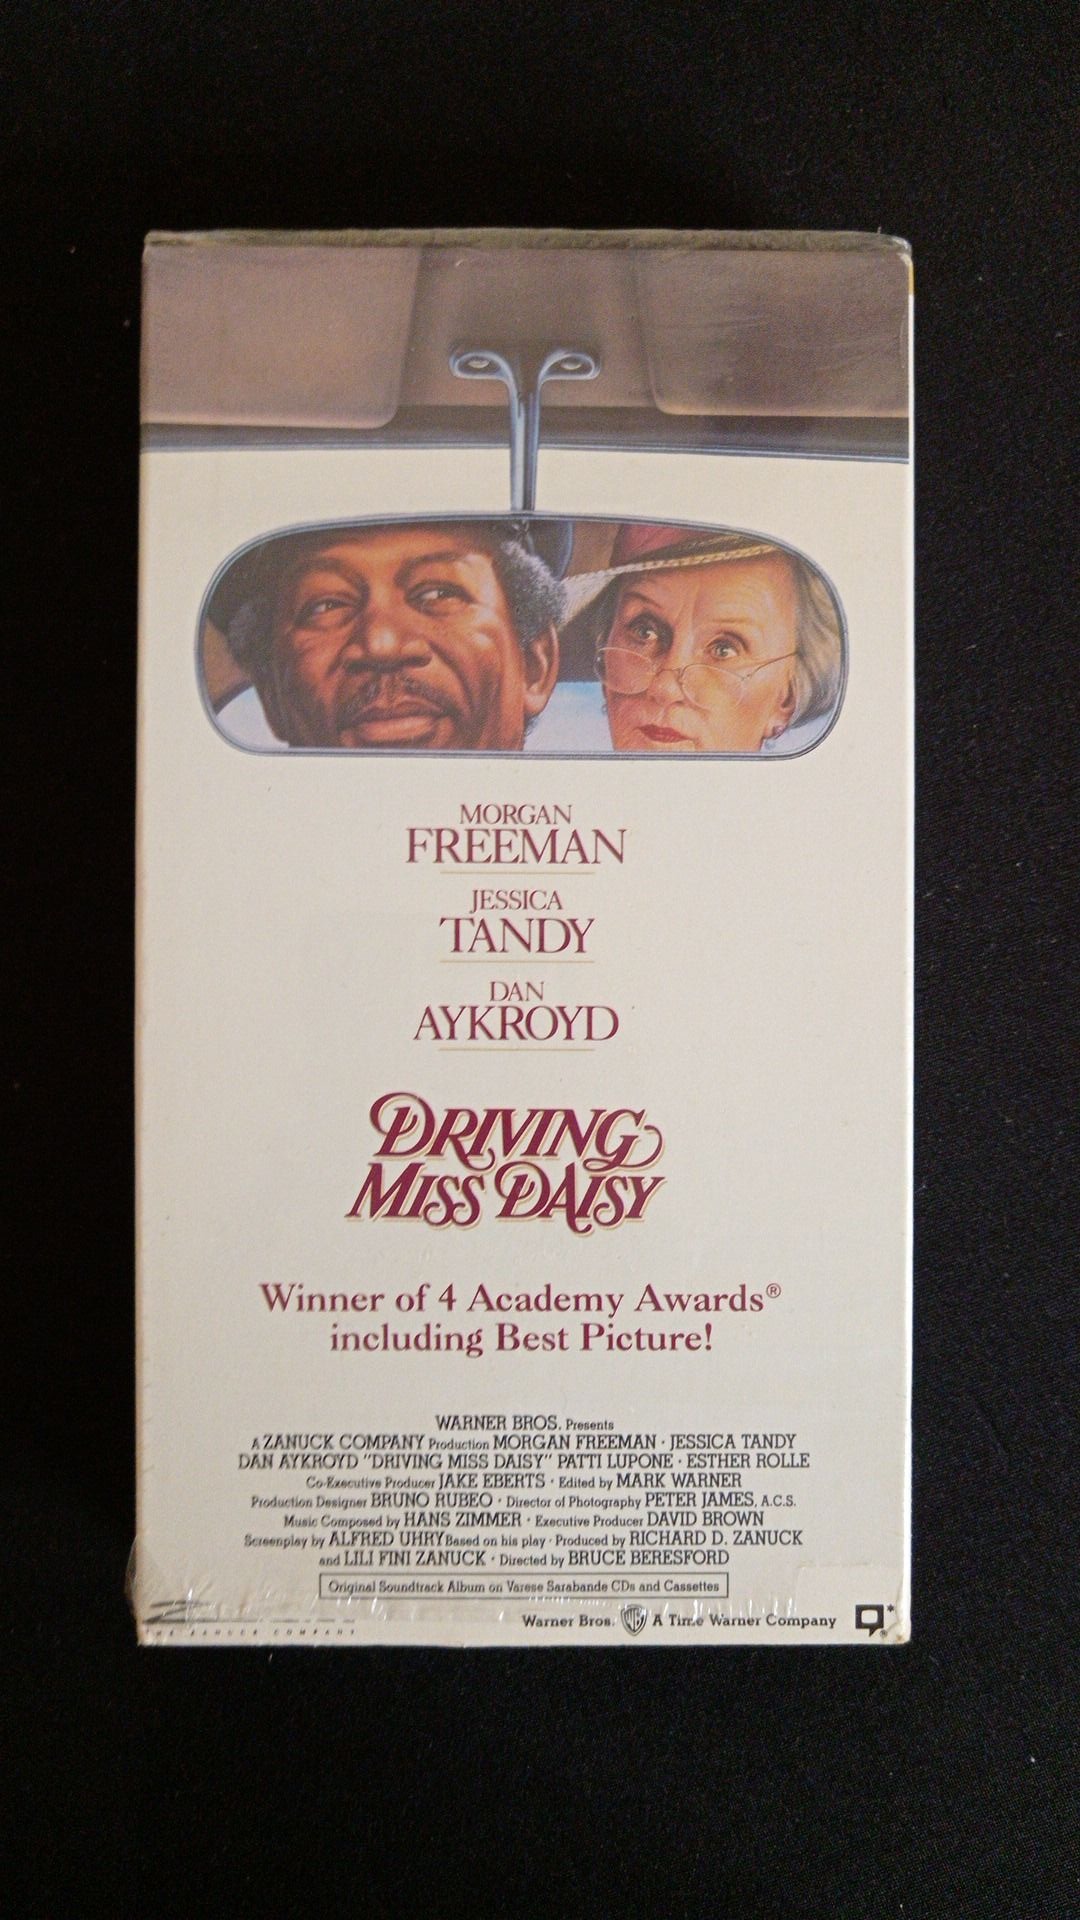 MORGAN
FREEMAN
JESSICA
TANDY
DAN
AYKROYD
DRIVING
MISS DAISY
Winner of 4 Academy Awards®
including Best Picture!
WARNER BROS. Presents
A ZANUCK COMPANY Production MORGAN FREEMAN · JESSICA TANDY
DAN AYKROYD "DRIVING MISS DAISY" PATTI LUPONE · ESTHER ROLLE
Co-Executive Producer JAKE EBERTS · Edited by MARK WARNER
Production Designer BRUNO RUBEO · Director of Photography PETER JAMES, A.C.S.
Music Composed by HANS ZIMMER · Executive Producer DAVID BROWN
Screenplay by ALFRED UHRY Based on his play · Produced by RICHARD D. ZANUCK
and LILI FINI ZANUCK · Directed by BRUCE BERESFORD
Original Soundtrack Album on Varese Sarabande CDs and Cassettes
Warner Bros. WB A Time Warner Company
THE ZANUCK COMPANY